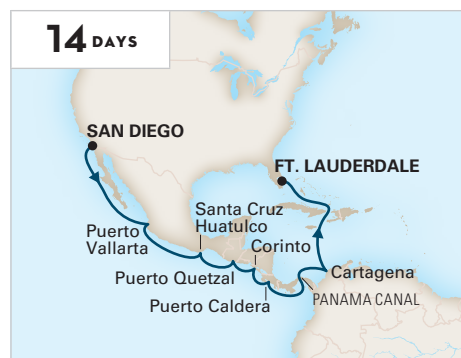 14 DAYS
SAN DIEGO
FT. LAUDERDALE
Santa Cruz
Huatulco
Puerto
Vallarta
Corinto
Puerto Quetzal
Cartagena
Puerto Caldera
PANAMA CANAL